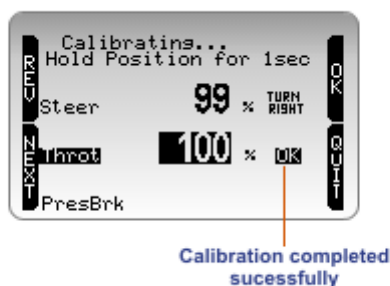 Calibrating...
Hold Position for 1sec
REV
OK
Steer 99 % TURN RIGHT
NEXT
Throt 100 % OK
QUIT
PresBrk
Calibration completed
sucessfully